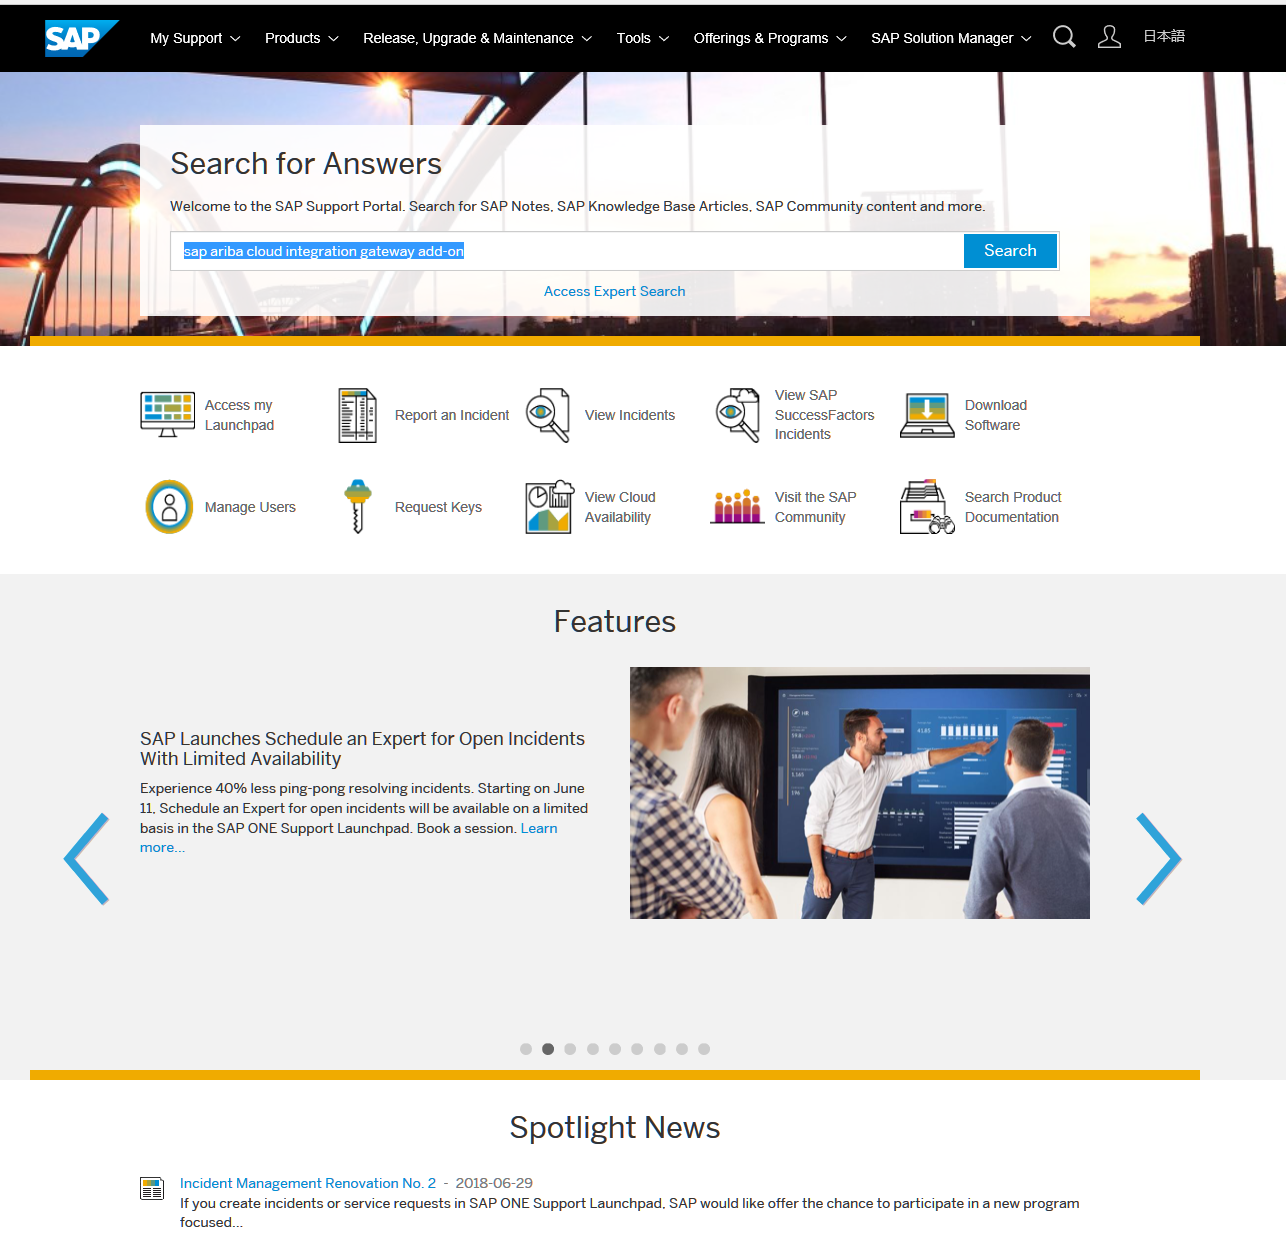 SAP
My Support
Products
Release, Upgrade & Maintenance
Tools
Offerings & Programs
SAP Solution Manager
日本語
Search for Answers
Welcome to the SAP Support Portal. Search for SAP Notes, SAP Knowledge Base Articles, SAP Community content and more.
sap ariba cloud integration gateway add-on
Search
Access Expert Search
Access my
Launchpad
Report an Incident
View Incidents
View SAP
SuccessFactors
Incidents
Download
Software
Manage Users
Request Keys
View Cloud
Availability
Visit the SAP
Community
Search Product
Documentation
Features
SAP Launches Schedule an Expert for Open Incidents
With Limited Availability
Experience 40% less ping-pong resolving incidents. Starting on June
11, Schedule an Expert for open incidents will be available on a limited
basis in the SAP ONE Support Launchpad. Book a session. Learn
more...
HR
41.85
1,165
196
Spotlight News
Incident Management Renovation No. 2 - 2018-06-29
If you create incidents or service requests in SAP ONE Support Launchpad, SAP would like offer the chance to participate in a new program
focused...